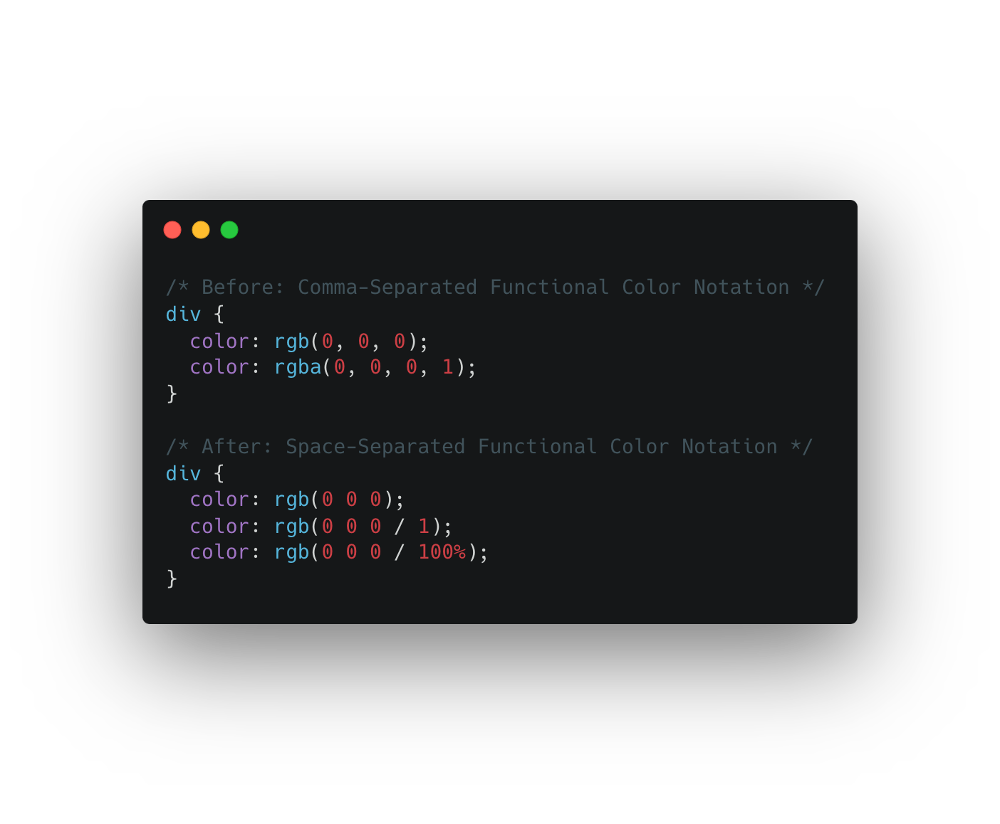 /* Before: Comma-Separated Functional Color Notation */
div {
  color: rgb(0, 0, 0);
  color: rgba(0, 0, 0, 1);
}

/* After: Space-Separated Functional Color Notation */
div {
  color: rgb(0 0 0);
  color: rgb(0 0 0 / 1);
  color: rgb(0 0 0 / 100%);
}